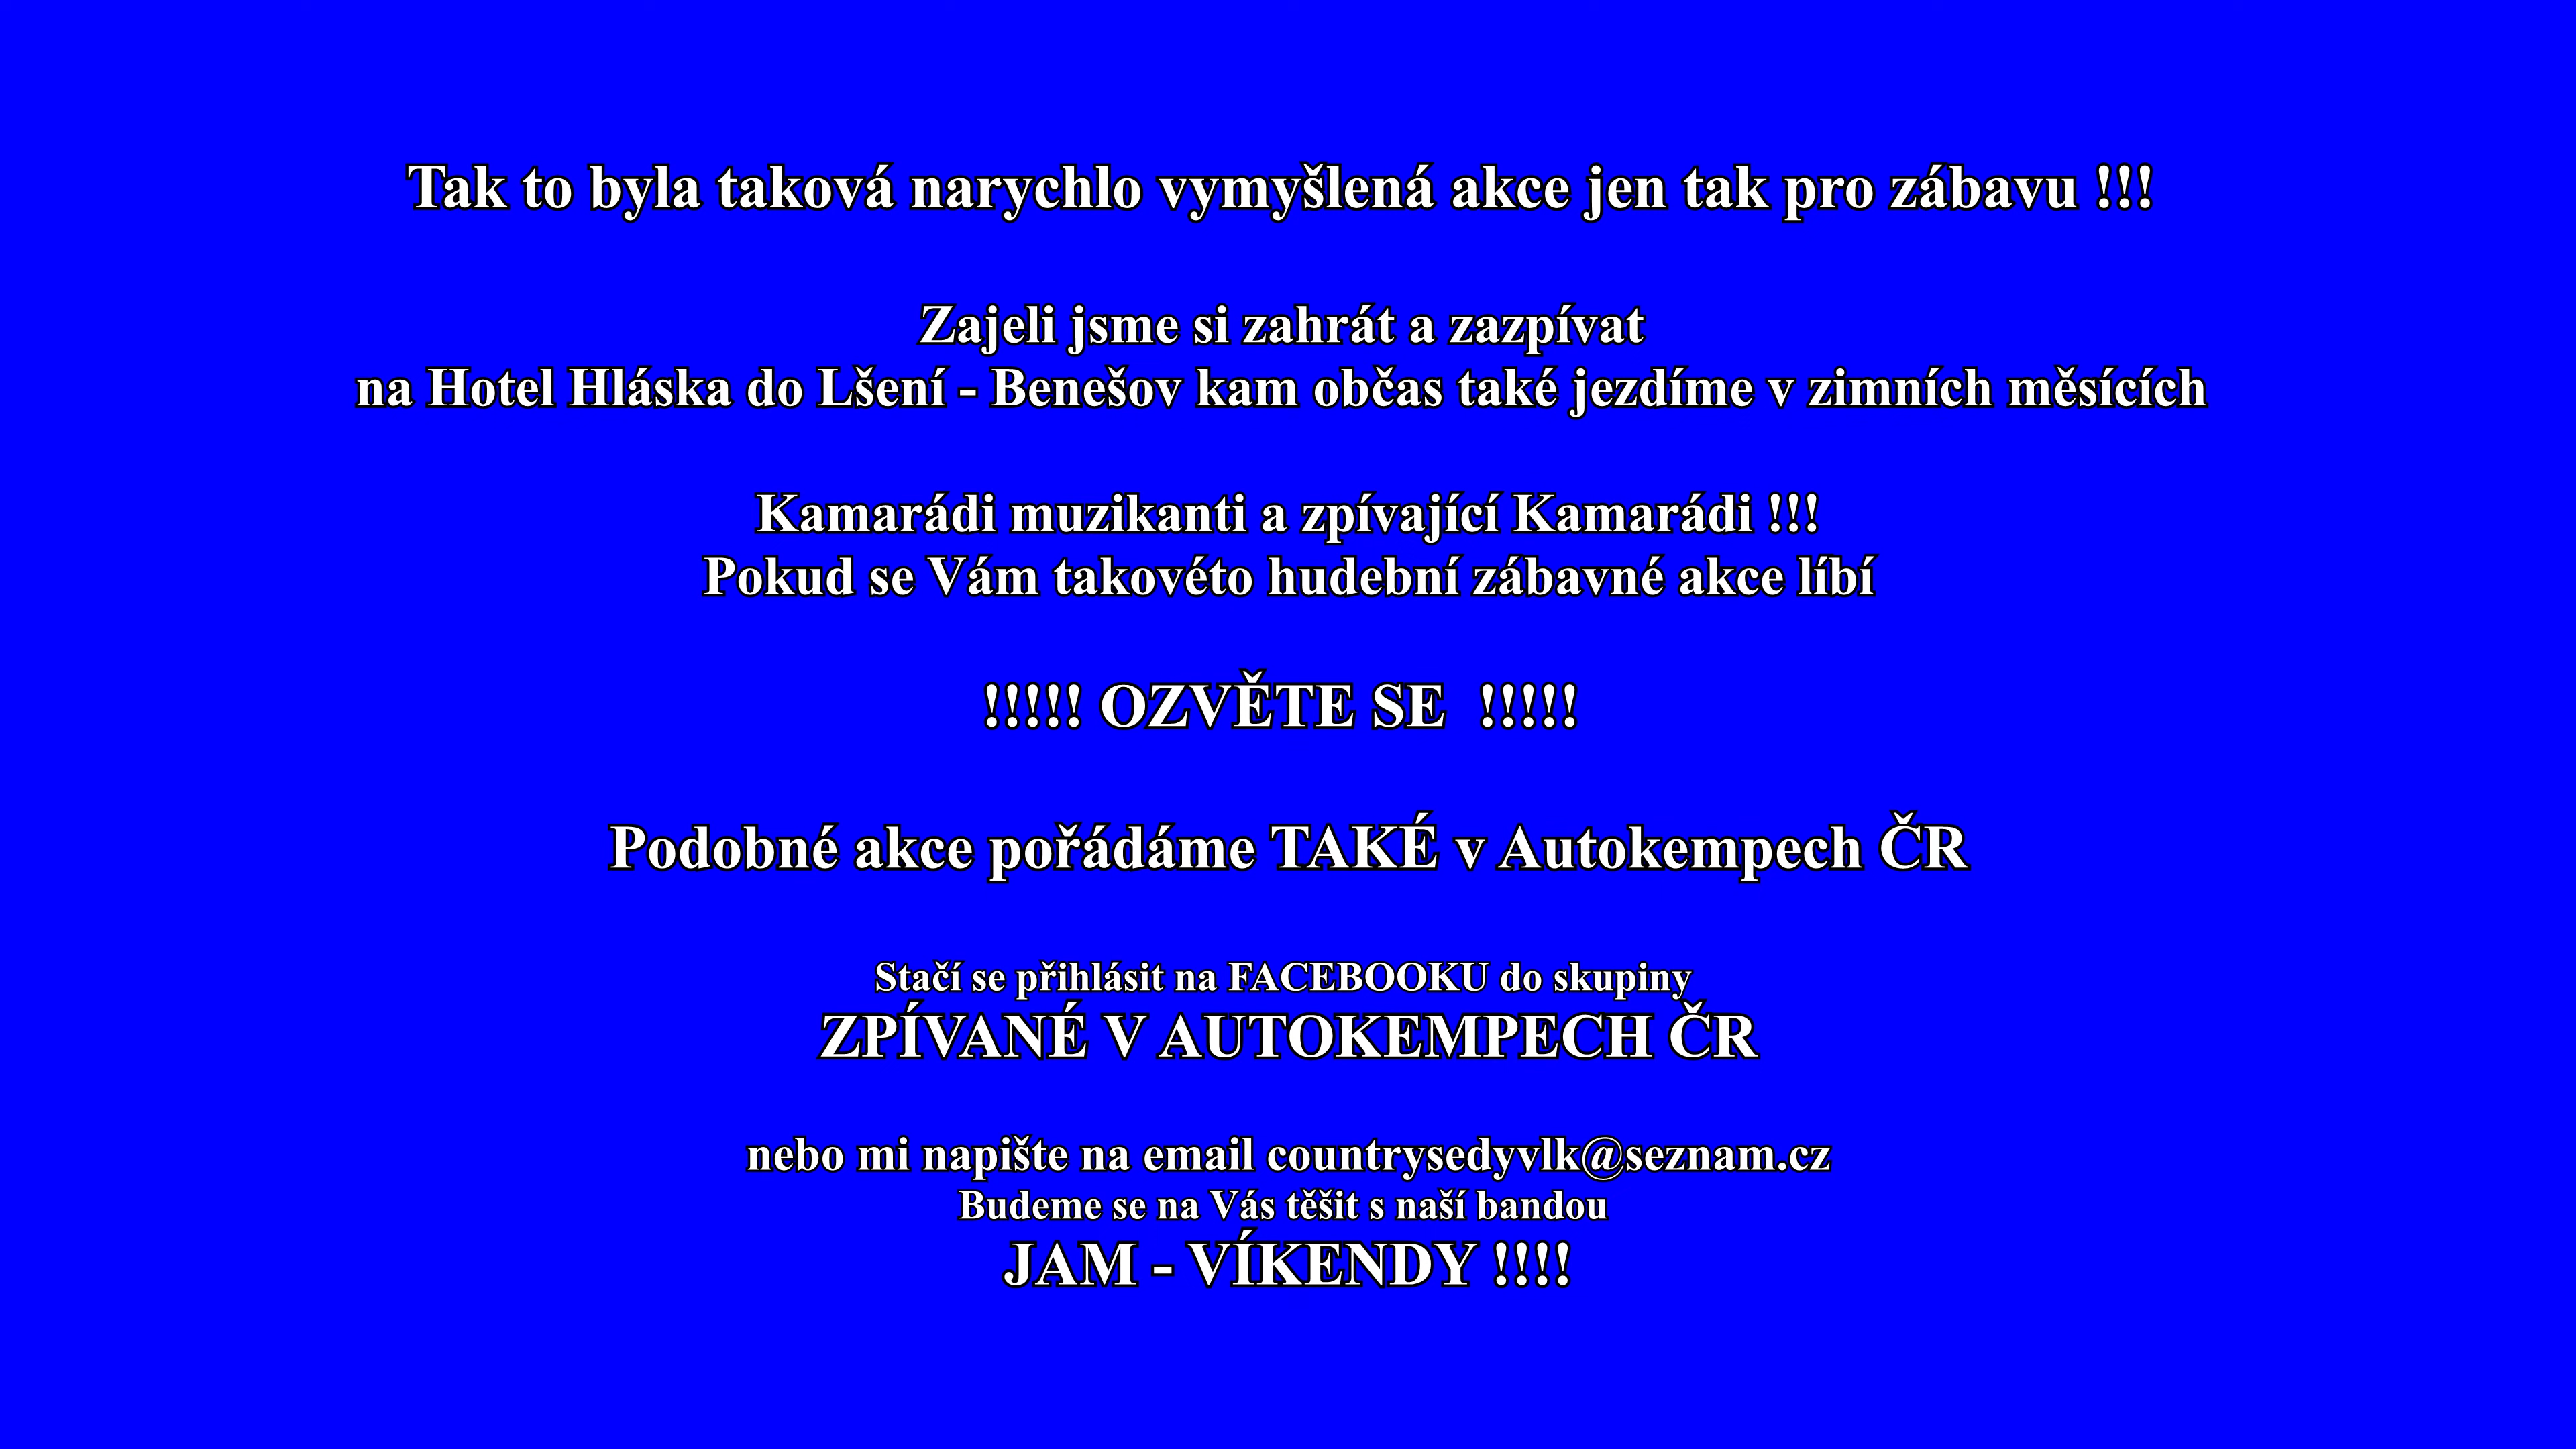 Tak to byla taková narychlo vymyšlená akce jen tak pro zábavu !!!
Zajeli jsme si zahrát a zazpívat
na Hotel Hláska do Lšení - Benešov kam občas také jezdíme v zimních měsících
Kamarádi muzikanti a zpívající Kamarádi !!!
Pokud se Vám takovéto hudební zábavné akce líbí
!!!!! OZVĚTE SE  !!!!!
Podobné akce pořádáme TAKÉ v Autokempech ČR
Stačí se přihlásit na FACEBOOKU do skupiny
ZPÍVANÉ V AUTOKEMPECH ČR
nebo mi napište na email countrysedyvlk@seznam.cz
Budeme se na Vás těšit s naší bandou
JAM - VÍKENDY !!!!